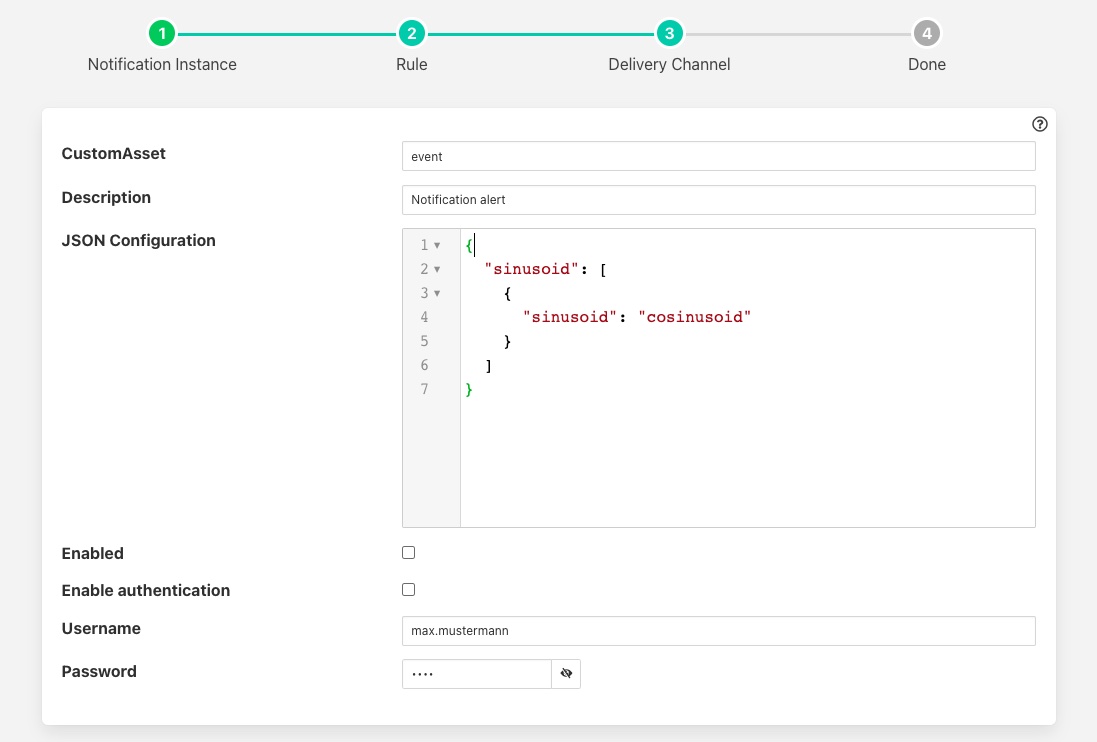 1 2 3 4
Notification Instance Rule Delivery Channel Done
CustomAsset event
Description Notification alert
JSON Configuration
1 {
2 "sinusoid": [
3 {
4 "sinusoid": "cosinusoid"
5 }
6 ]
7 }
Enabled
Enable authentication
Username max.mustermann
Password ····